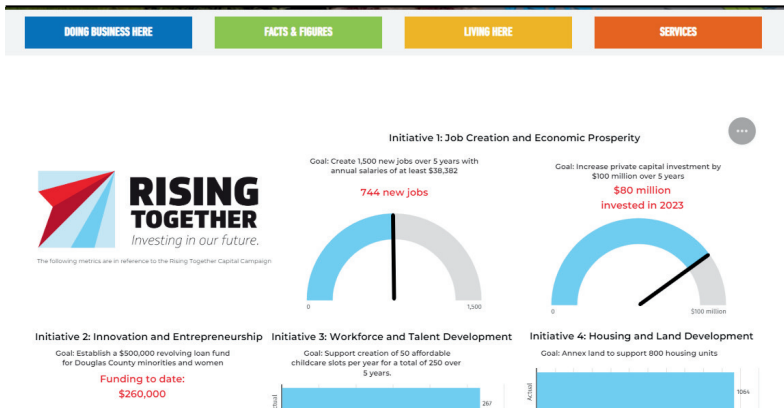 DOING BUSINESS HERE
FACTS & FIGURES
LIVING HERE
SERVICES
Initiative 1: Job Creation and Economic Prosperity
RISING
TOGETHER
Investing in our future.
The following metrics are in reference to the Rising Together Capital Campaign
Goal: Create 1,500 new jobs over 5 years with
annual salaries of at least $38,382
744 new jobs
0
1,500
Goal: Increase private capital investment by
$100 million over 5 years
$80 million
invested in 2023
0
$100 million
Initiative 2: Innovation and Entrepreneurship
Goal: Establish a $500,000 revolving loan fund
for Douglas County minorities and women
Funding to date:
$260,000
Initiative 3: Workforce and Talent Development
Goal: Support creation of 50 affordable
childcare slots per year for a total of 250 over
5 years.
267
Initiative 4: Housing and Land Development
Goal: Annex land to support 800 housing units
Actual
1064